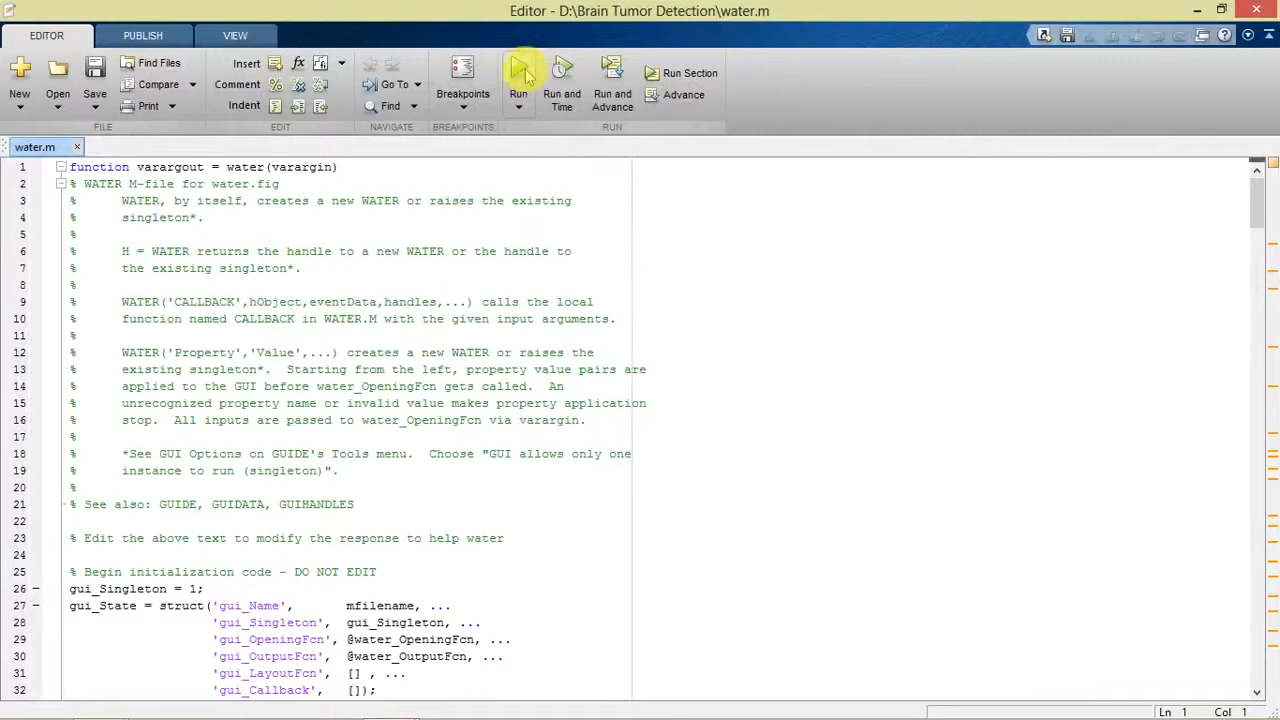 Editor - D:\Brain Tumor Detection\water.m
EDITOR PUBLISH VIEW
New Open Save Find Files Compare Print
Insert Comment Indent
Go To Find
Breakpoints
Run Run and Time Run and Advance Run Section Advance
FILE EDIT NAVIGATE BREAKPOINTS RUN
water.m
1 function varargout = water(varargin)
2 % WATER M-file for water.fig
3 % WATER, by itself, creates a new WATER or raises the existing
4 % singleton*.
5 %
6 % H = WATER returns the handle to a new WATER or the handle to
7 % the existing singleton*.
8 %
9 % WATER('CALLBACK',hObject,eventData,handles,...) calls the local
10 % function named CALLBACK in WATER.M with the given input arguments.
11 %
12 % WATER('Property','Value',...) creates a new WATER or raises the
13 % existing singleton*. Starting from the left, property value pairs are
14 % applied to the GUI before water_OpeningFcn gets called. An
15 % unrecognized property name or invalid value makes property application
16 % stop. All inputs are passed to water_OpeningFcn via varargin.
17 %
18 % *See GUI Options on GUIDE's Tools menu. Choose "GUI allows only one
19 % instance to run (singleton)".
20 %
21 % See also: GUIDE, GUIDATA, GUIHANDLES
22
23 % Edit the above text to modify the response to help water
24
25 % Begin initialization code - DO NOT EDIT
26 gui_Singleton = 1;
27 gui_State = struct('gui_Name', mfilename, ...
28 'gui_Singleton', gui_Singleton, ...
29 'gui_OpeningFcn', @water_OpeningFcn, ...
30 'gui_OutputFcn', @water_OutputFcn, ...
31 'gui_LayoutFcn', [] , ...
32 'gui_Callback', []);
Ln 1 Col 1